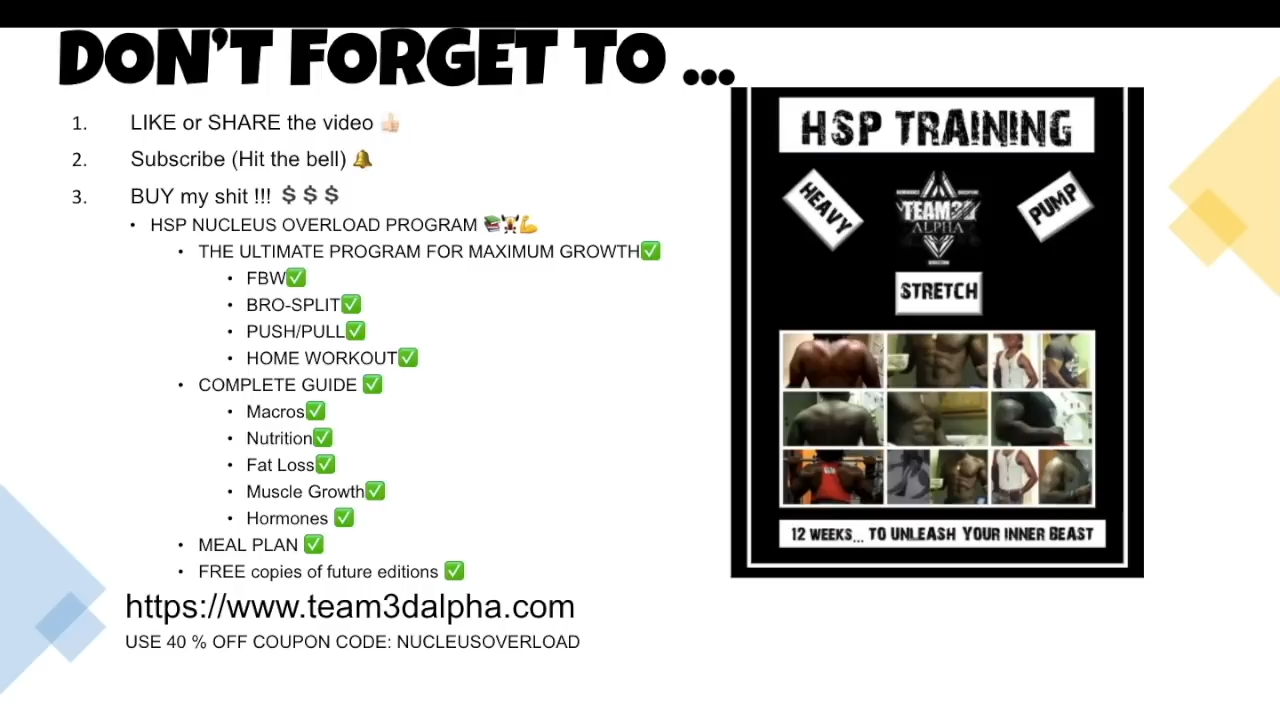 DON'T FORGET TO ...
1. LIKE or SHARE the video 👍🏻
2. Subscribe (Hit the bell) 🔔
3. BUY my shit !!! $ $ $
• HSP NUCLEUS OVERLOAD PROGRAM 📚🏋🏿💪
• THE ULTIMATE PROGRAM FOR MAXIMUM GROWTH✅
• FBW✅
• BRO-SPLIT✅
• PUSH/PULL✅
• HOME WORKOUT✅
• COMPLETE GUIDE ✅
• Macros✅
• Nutrition✅
• Fat Loss✅
• Muscle Growth✅
• Hormones ✅
• MEAL PLAN ✅
• FREE copies of future editions ✅
https://www.team3dalpha.com
USE 40 % OFF COUPON CODE: NUCLEUSOVERLOAD
HSP TRAINING
HEAVY
TEAM3D
ALPHA
PUMP
STRETCH
12 WEEKS... TO UNLEASH YOUR INNER BEAST